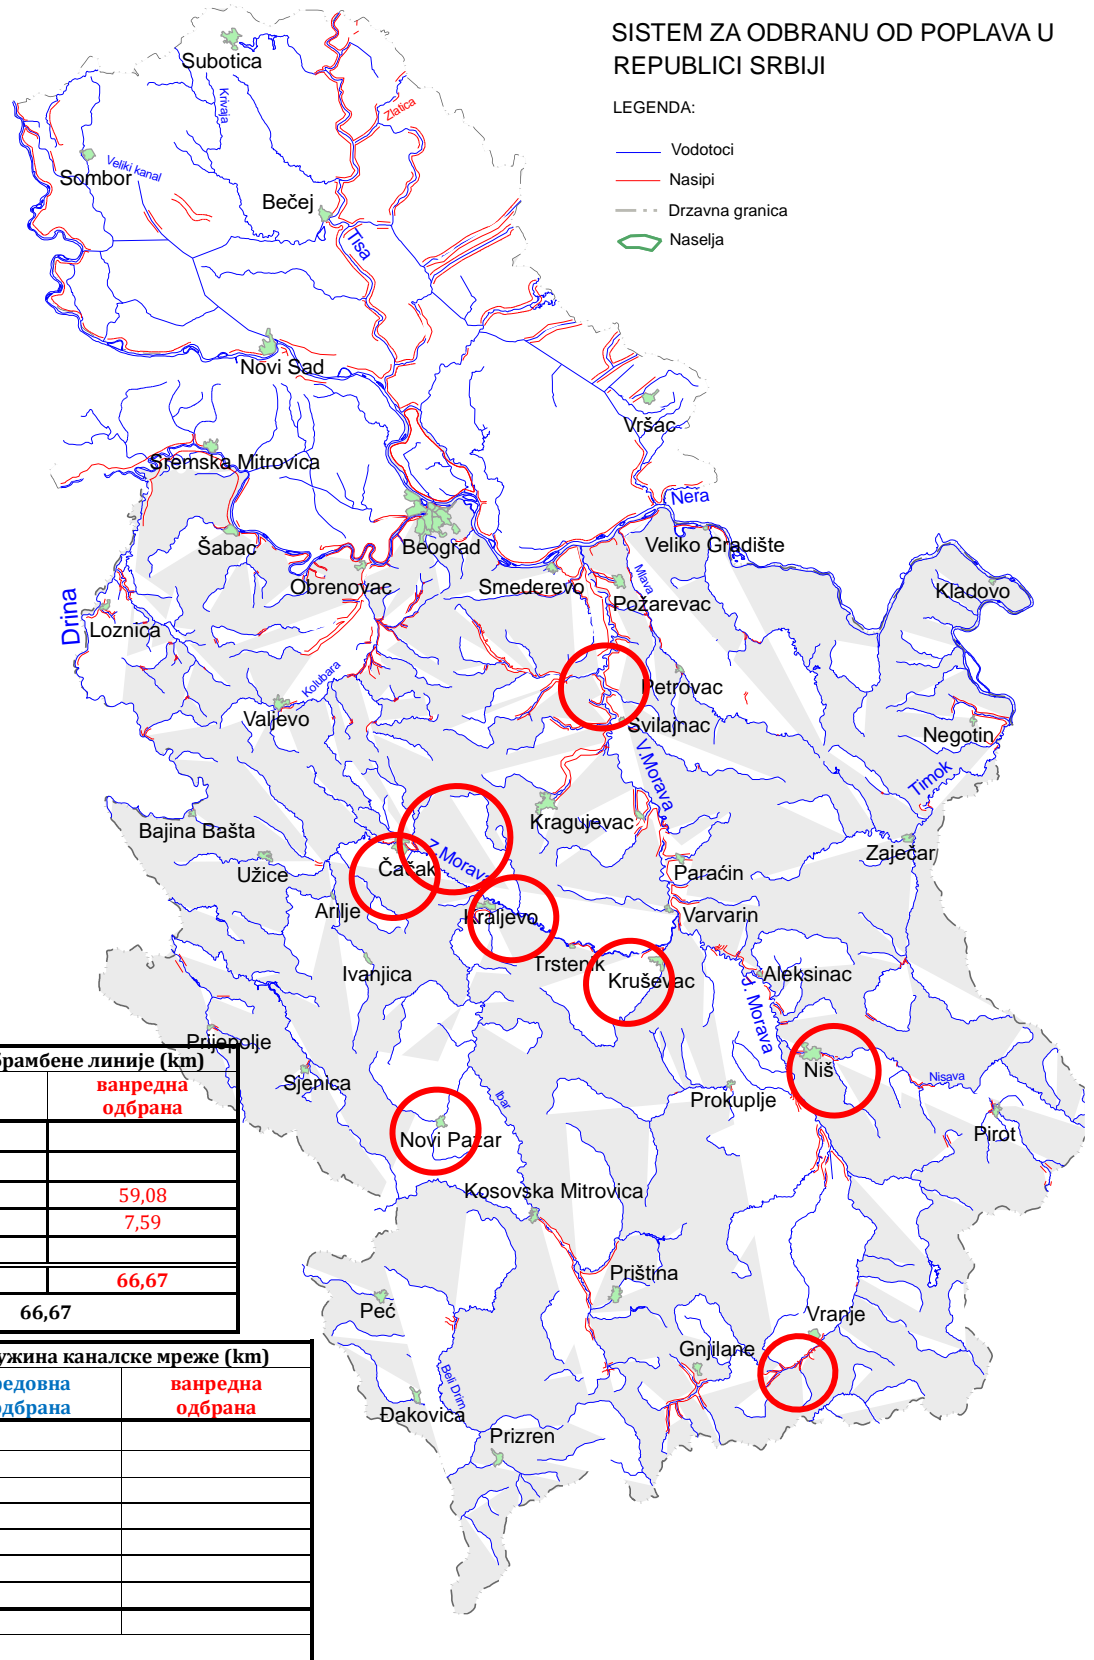 SISTEM ZA ODBRANU OD POPLAVA U
REPUBLICI SRBIJI
LEGENDA:
Vodotoci
Nasipi
Drzavna granica
Naselja
Subotica
Krivaja
Zlatica
Sombor
Veliki kanal
Bečej
Tisa
Novi Sad
Vršac
Sremska Mitrovica
Nera
Šabac
Beograd
Veliko Gradište
Obrenovac
Smederevo
Mlava
Požarevac
Kladovo
Drina
Loznica
Kolubara
Petrovac
Valjevo
Svilajnac
Negotin
V.Morava
Timok
Bajina Bašta
Kragujevac
Zaječar
Užice
Čačak
Z.Morava
Paraćin
Arilje
Kraljevo
Varvarin
Ivanjica
Trstenik
Kruševac
Aleksinac
J. Morava
Prijepolje
Sjenica
Ibar
Niš
Nisava
Prokuplje
Pirot
Novi Pazar
Kosovska Mitrovica
Priština
Peć
Vranje
Gnjilane
Beli Drim
Đakovica
Prizren
брамбене линије (km)
ванредна
одбрана
59,08
7,59
66,67
66,67
ужина каналске мреже (km)
редовна ванредна
одбрана одбрана